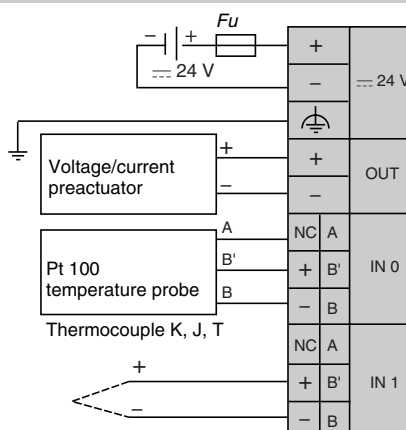 Fu
− + +
⎓ 24 V − ⎓ 24 V
Voltage/current
preactuator
+ +
− −
OUT
Pt 100
temperature probe
A NC A
B' + B' IN 0
B − B
Thermocouple K, J, T
NC A
+ + B' IN 1
− − B